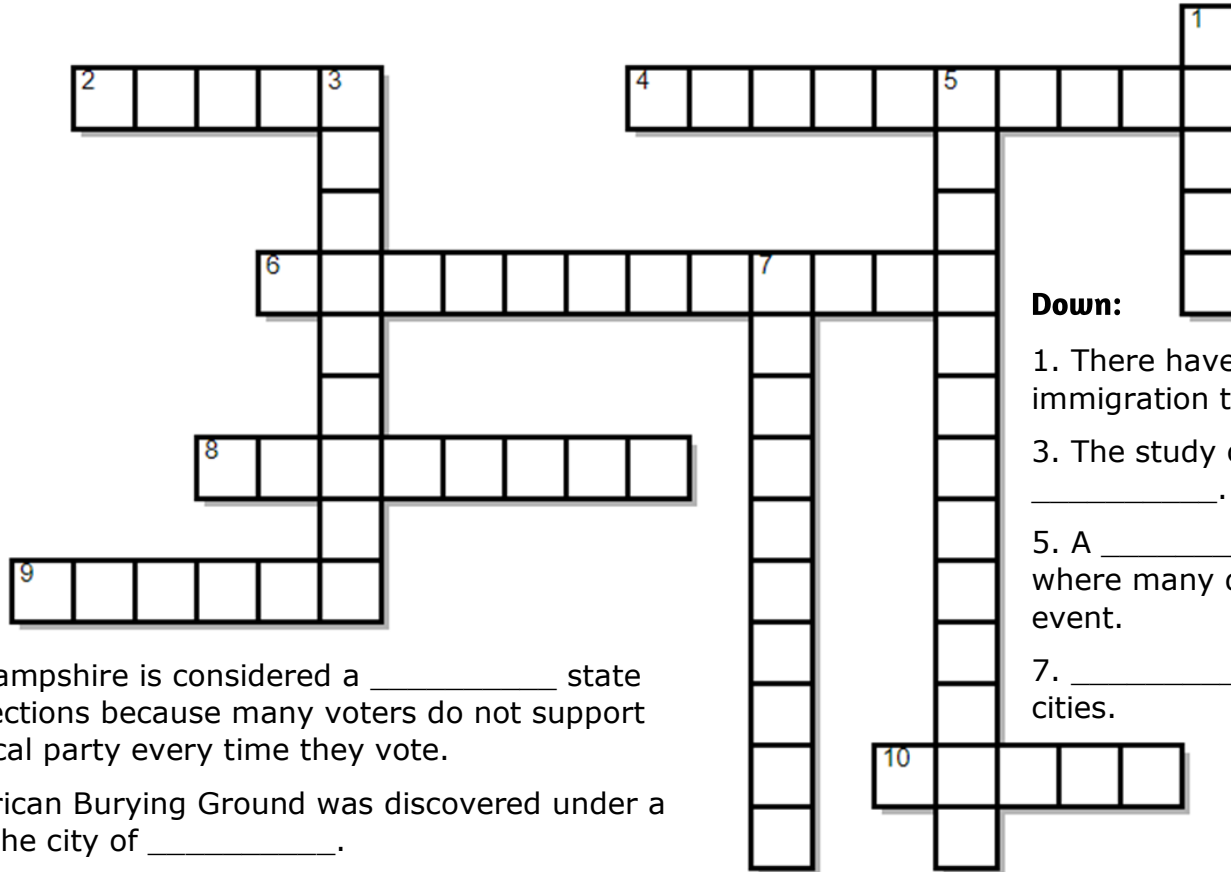 1
2
3
4
5
6
7
8
9
10
Down:
1. There have
immigration t
3. The study
__________.
5. A
where many
event.
7. __________
cities.
ampshire is considered a __________ state
ections because many voters do not support
cal party every time they vote.
rican Burying Ground was discovered under a
he city of __________.